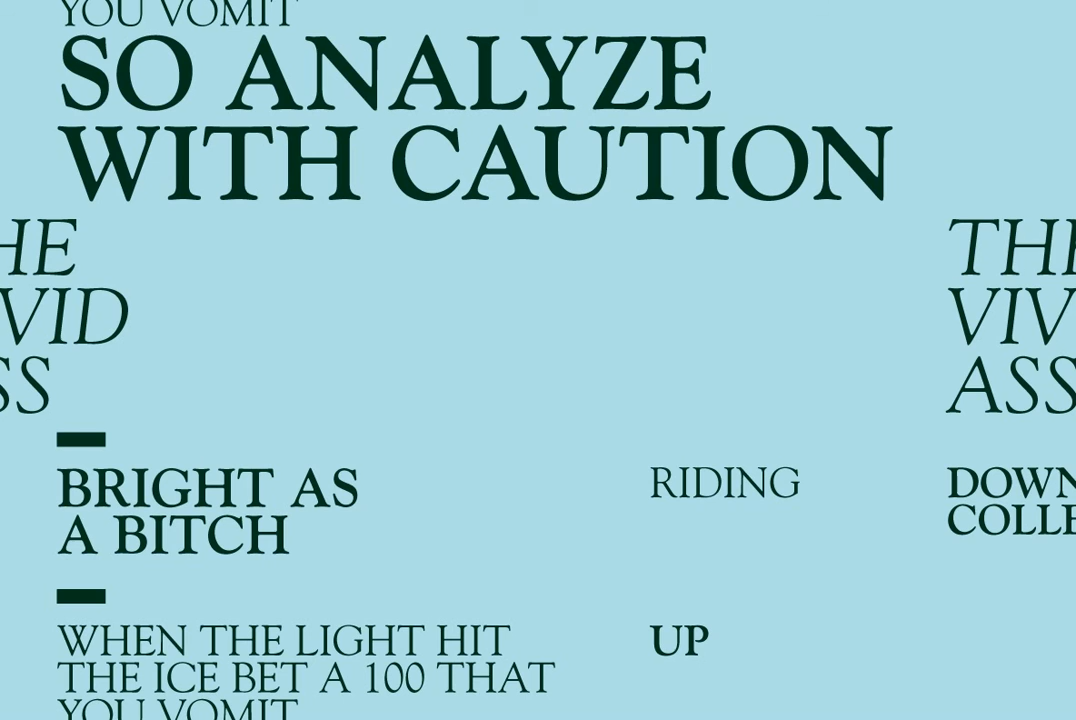 YOU VOMIT
SO ANALYZE
WITH CAUTION
HE
VID
SS
THE
VIV
ASS
BRIGHT AS
A BITCH
RIDING
DOWN
COLLE
WHEN THE LIGHT HIT
THE ICE BET A 100 THAT
YOU VOMIT
UP